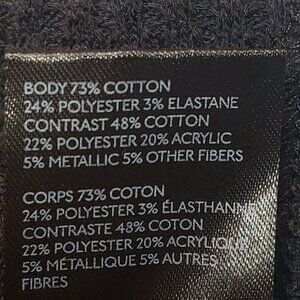 BODY 73% COTTON
24% POLYESTER 3% ELASTANE
CONTRAST 48% COTTON
22% POLYESTER 20% ACRYLIC
5% METALLIC 5% OTHER FIBERS
CORPS 73% COTON
24% POLYESTER 3% ÉLASTHANNE
CONTRASTE 48% COTON
22% POLYESTER 20% ACRYLIQUE
5% MÉTALLIQUE 5% AUTRES
FIBRES